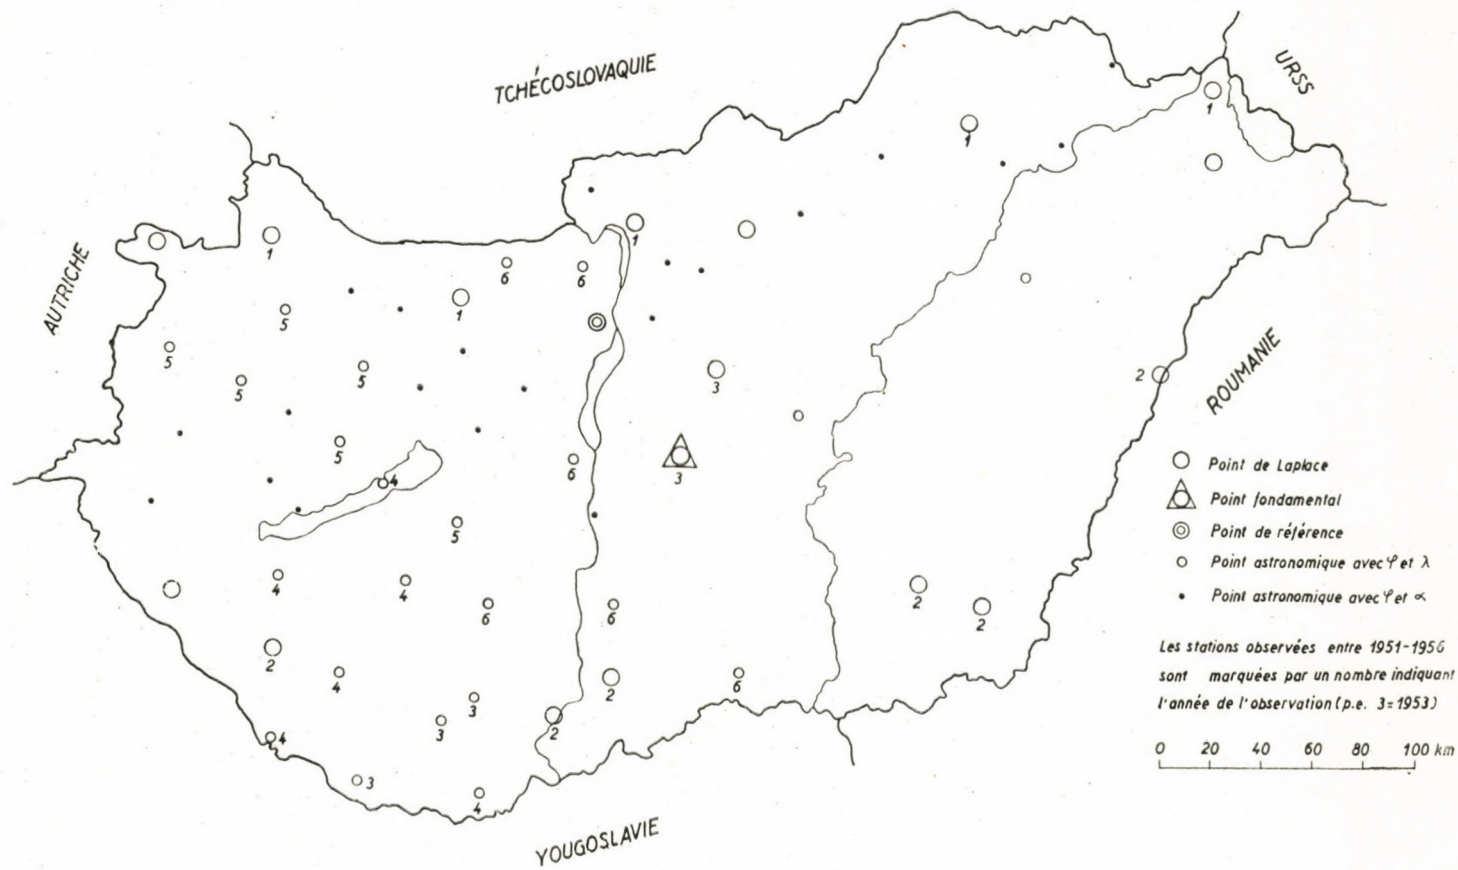 TCHÉCOSLOVAQUIE
URSS
AUTRICHE
ROUMANIE
YOUGOSLAVIE
1
1
1
1
6
6
1
5
5
5
5
3
2
5
4
6
3
5
4
4
6
6
2
2
2
4
2
6
3
3
2
4
3
4
Point de Laplace
Point fondamental
Point de référence
Point astronomique avec φ et λ
Point astronomique avec φ et α
Les stations observées entre 1951-1956
sont marquées par un nombre indiquant
l'année de l'observation (p.e. 3=1953)
0 20 40 60 80 100 km